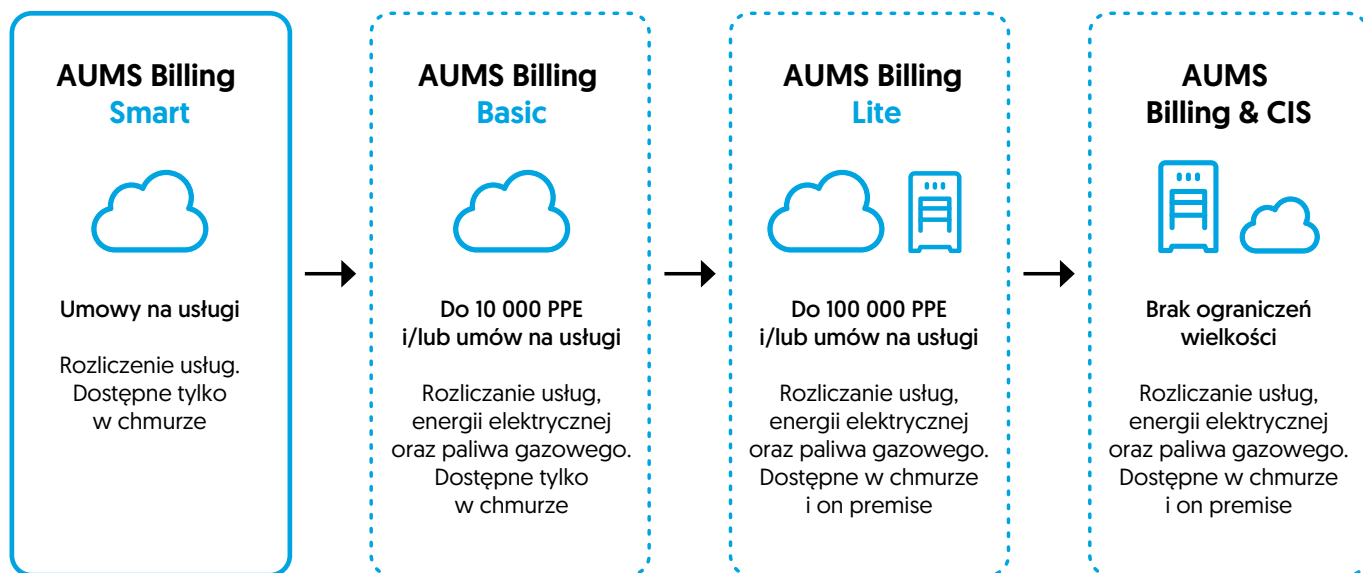 AUMS Billing
Smart
Umowy na usługi
Rozliczenie usług.
Dostępne tylko
w chmurze
AUMS Billing
Basic
Do 10 000 PPE
i/lub umów na usługi
Rozliczanie usług,
energii elektrycznej
oraz paliwa gazowego.
Dostępne tylko
w chmurze
AUMS Billing
Lite
Do 100 000 PPE
i/lub umów na usługi
Rozliczanie usług,
energii elektrycznej
oraz paliwa gazowego.
Dostępne w chmurze
i on premise
AUMS
Billing & CIS
Brak ograniczeń
wielkości
Rozliczanie usług,
energii elektrycznej
oraz paliwa gazowego.
Dostępne w chmurze
i on premise